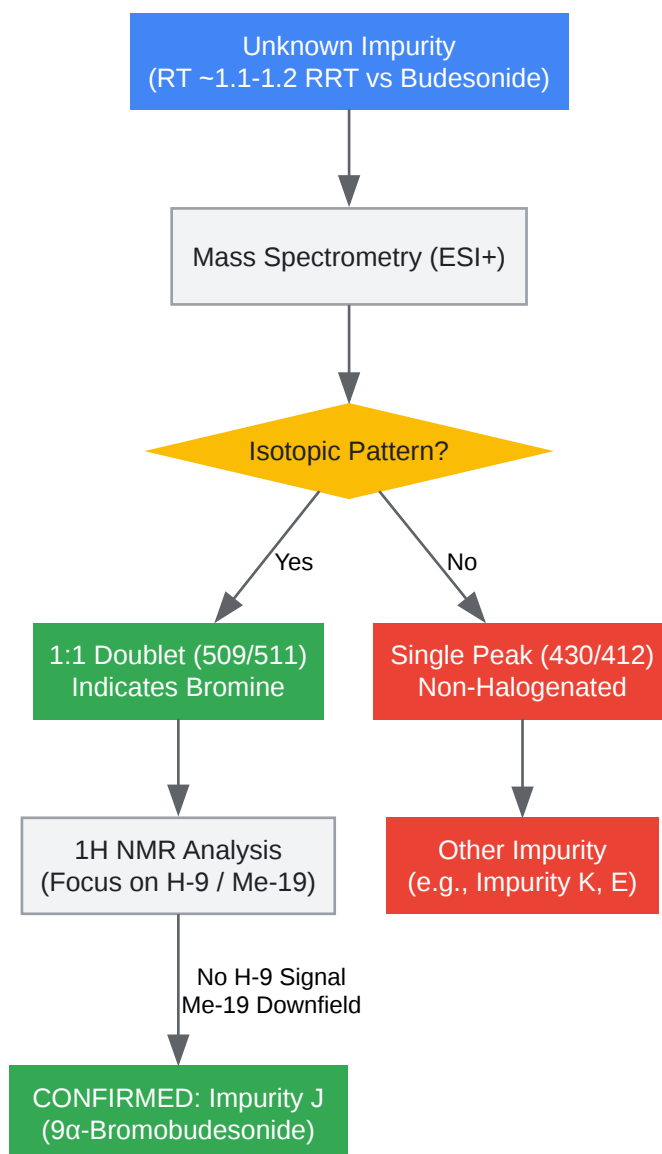 Unknown Impurity
(RT ~1.1-1.2 RRT vs Budesonide)
Mass Spectrometry (ESI+)
Isotopic Pattern?
Yes
No
1:1 Doublet (509/511)
Indicates Bromine
Single Peak (430/412)
Non-Halogenated
1H NMR Analysis
(Focus on H-9 / Me-19)
Other Impurity
(e.g., Impurity K, E)
No H-9 Signal
Me-19 Downfield
CONFIRMED: Impurity J
(9α-Bromobudesonide)